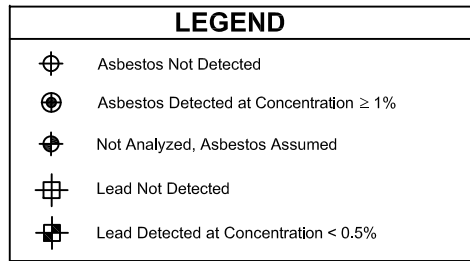 LEGEND
Asbestos Not Detected
Asbestos Detected at Concentration ≥ 1%
Not Analyzed, Asbestos Assumed
Lead Not Detected
Lead Detected at Concentration < 0.5%